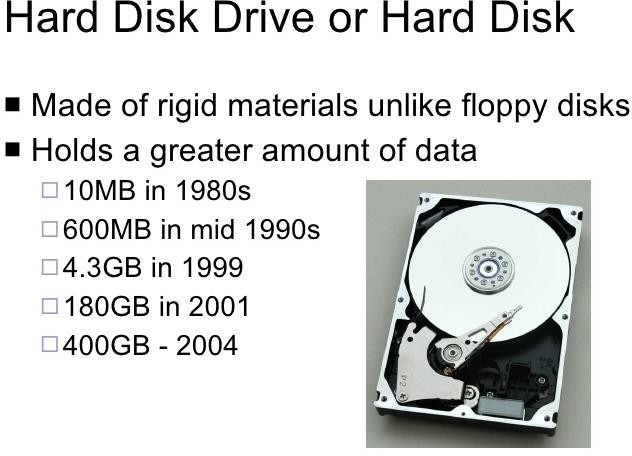 Hard Disk Drive or Hard Disk
Made of rigid materials unlike floppy disks
Holds a greater amount of data
10MB in 1980s
600MB in mid 1990s
4.3GB in 1999
180GB in 2001
400GB - 2004